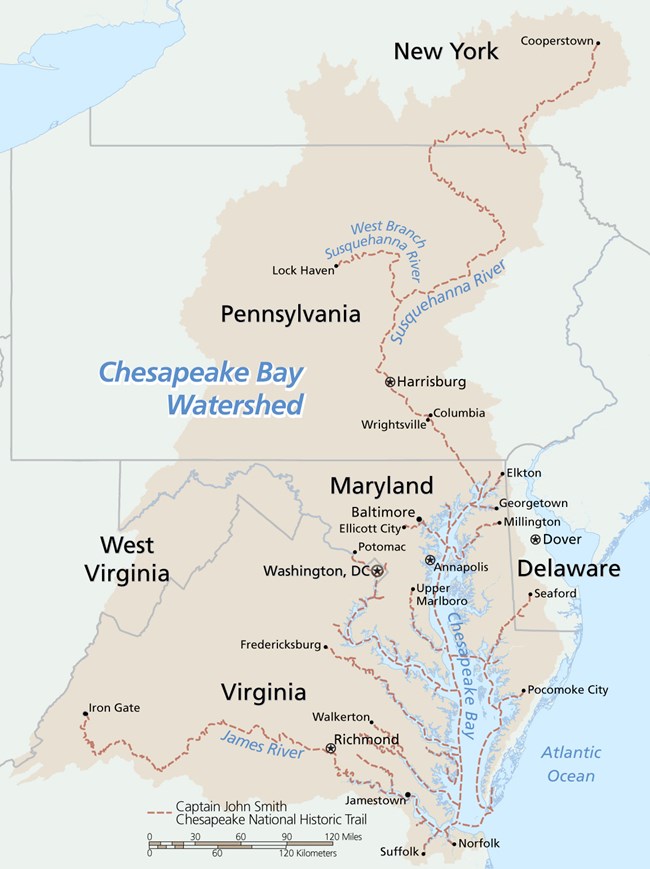 Cooperstown
New York
West Branch
Susquehanna
River
Lock Haven
Susquehanna River
Pennsylvania
Chesapeake Bay
Watershed
Harrisburg
Columbia
Wrightsville
Elkton
Maryland
Georgetown
Baltimore
Millington
Ellicott City
Dover
West
Virginia
Potomac
Annapolis
Washington, DC
Delaware
Upper
Marlboro
Seaford
Chesapeake Bay
Fredericksburg
Virginia
Pocomoke City
Iron Gate
Walkerton
James River
Richmond
Atlantic
Ocean
Jamestown
Captain John Smith
Chesapeake National Historic Trail
0 30 60 90 120 Miles
0 60 120 Kilometers
Norfolk
Suffolk